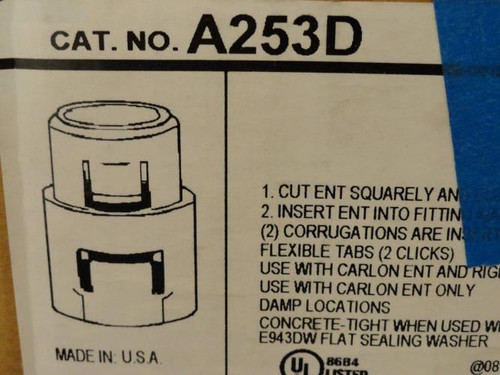 CAT. NO. A253D
1. CUT ENT SQUARELY AN
2. INSERT ENT INTO FITTIN
(2) CORRUGATIONS ARE IN
FLEXIBLE TABS (2 CLICKS)
USE WITH CARLON ENT AND RIG
USE WITH CARLON ENT ONLY
DAMP LOCATIONS
CONCRETE-TIGHT WHEN USED W
E943DW FLAT SEALING WASHER
MADE IN: U.S.A.
UL 86B4
LISTED
@08